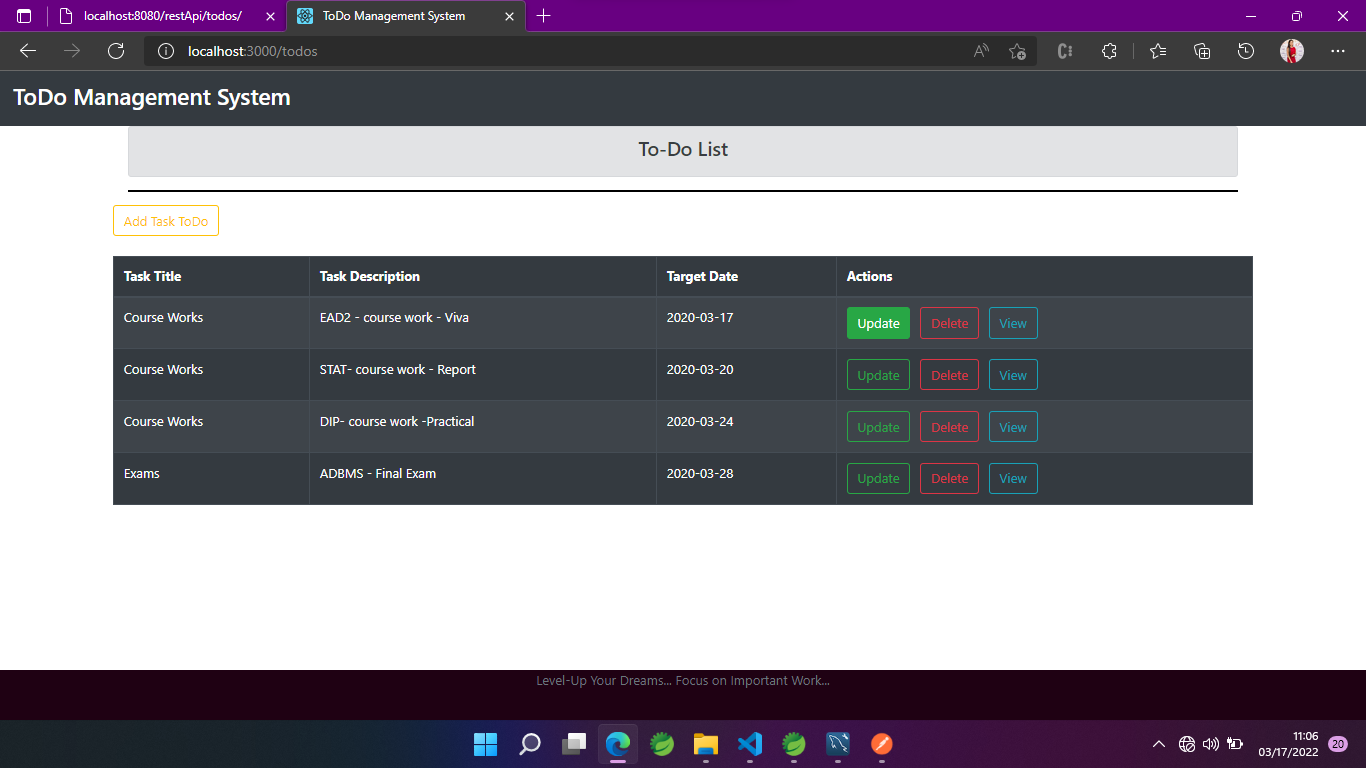 localhost:8080/restApi/todos/
ToDo Management System
localhost:3000/todos
ToDo Management System
To-Do List
Add Task ToDo
Task Title Task Description Target Date Actions
Course Works EAD2 - course work - Viva 2020-03-17 Update Delete View
Course Works STAT- course work - Report 2020-03-20 Update Delete View
Course Works DIP- course work -Practical 2020-03-24 Update Delete View
Exams ADBMS - Final Exam 2020-03-28 Update Delete View
Level-Up Your Dreams... Focus on Important Work...
11:06
03/17/2022
20